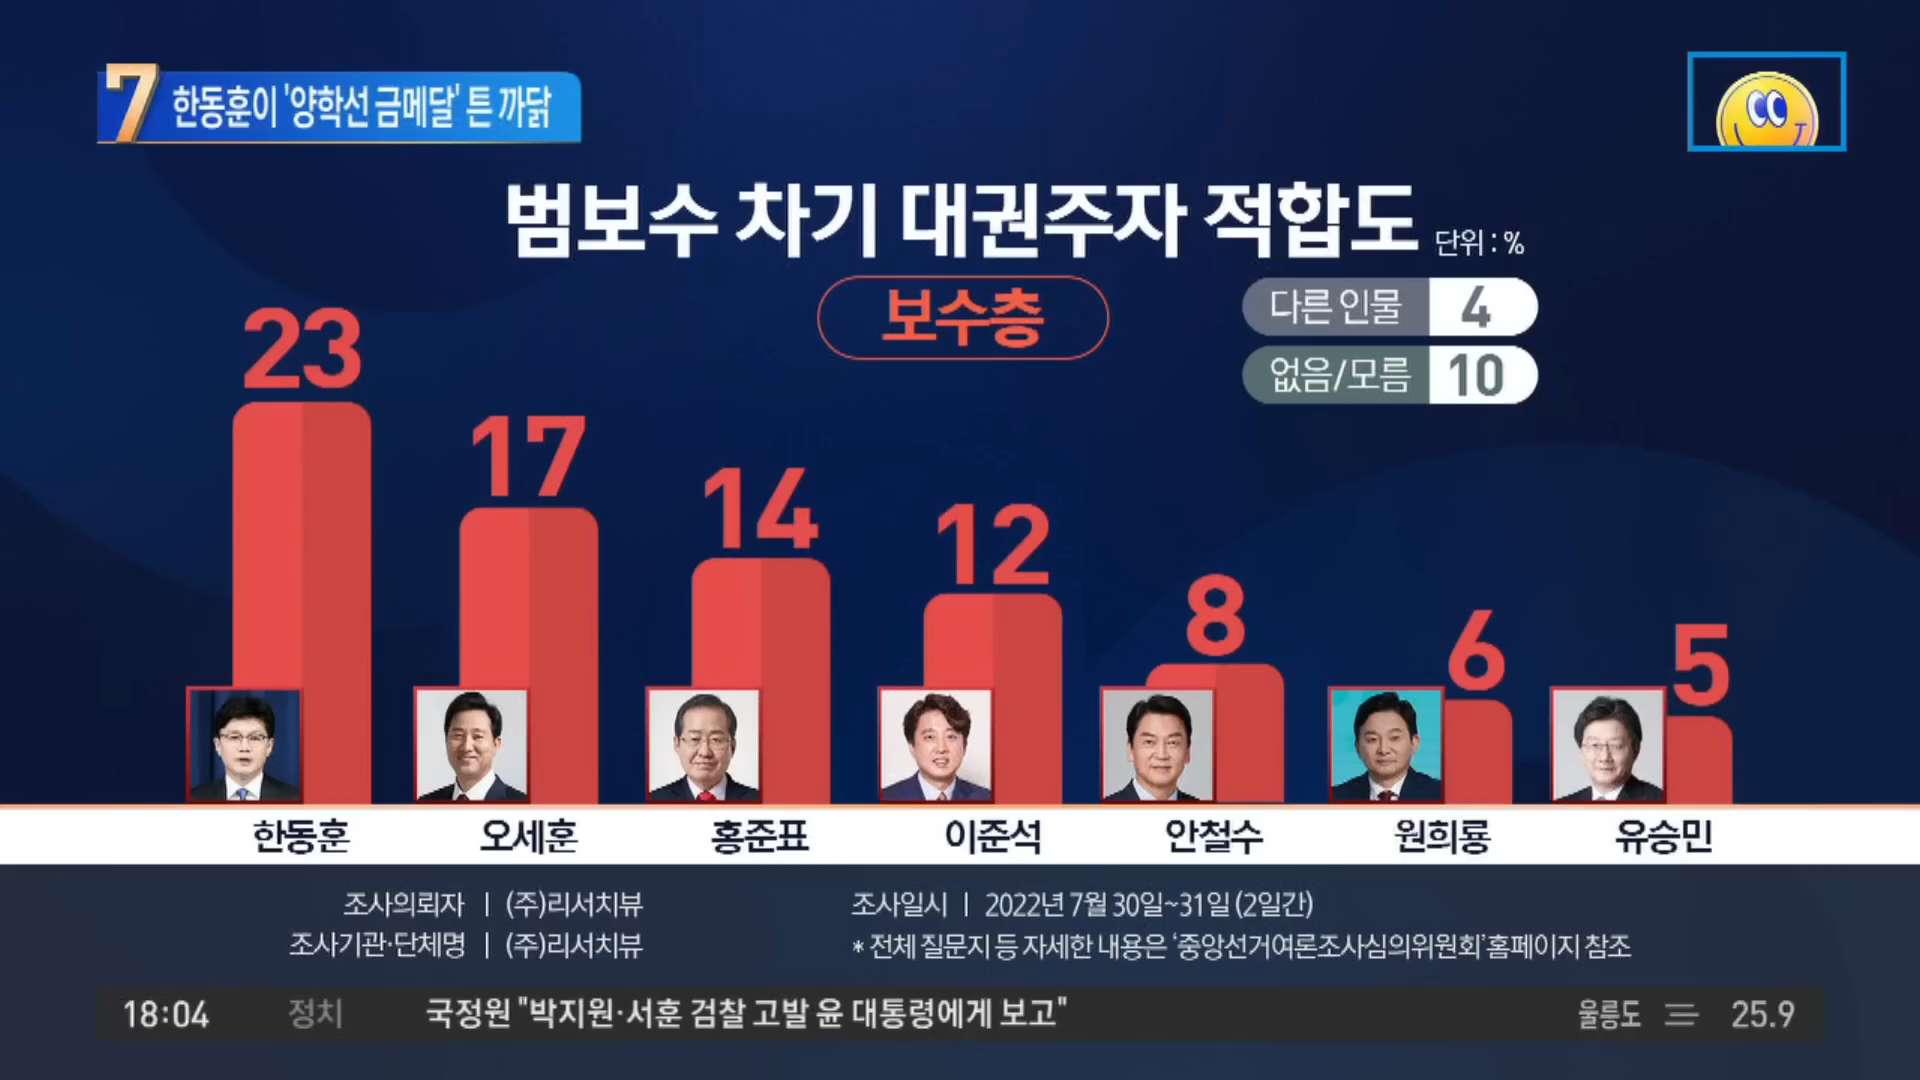 7 한동훈이 '양학선 금메달' 튼 까닭
범보수 차기 대권주자 적합도 단위 : %
보수층
다른 인물 4
없음/모름 10
23 17 14 12 8 6 5
한동훈 오세훈 홍준표 이준석 안철수 원희룡 유승민
조사의뢰자 | (주)리서치뷰
조사기관·단체명 | (주)리서치뷰
조사일시 | 2022년 7월 30일~31일 (2일간)
* 전체 질문지 등 자세한 내용은 '중앙선거여론조사심의위원회'홈페이지 참조
18:04 정치 국정원 "박지원·서훈 검찰 고발 윤 대통령에게 보고" 울릉도 25.9